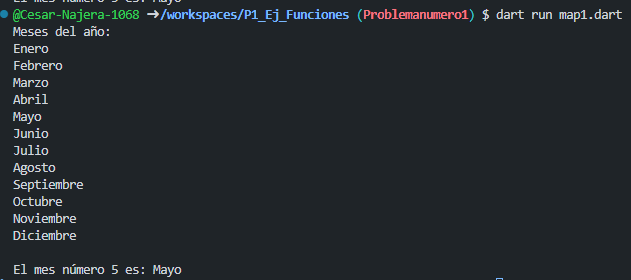 El mes número 5 es: Mayo
@Cesar-Najera-1068 ➜/workspaces/P1_Ej_Funciones (Problemanumero1) $ dart run map1.dart
Meses del año:
Enero
Febrero
Marzo
Abril
Mayo
Junio
Julio
Agosto
Septiembre
Octubre
Noviembre
Diciembre
El mes número 5 es: Mayo